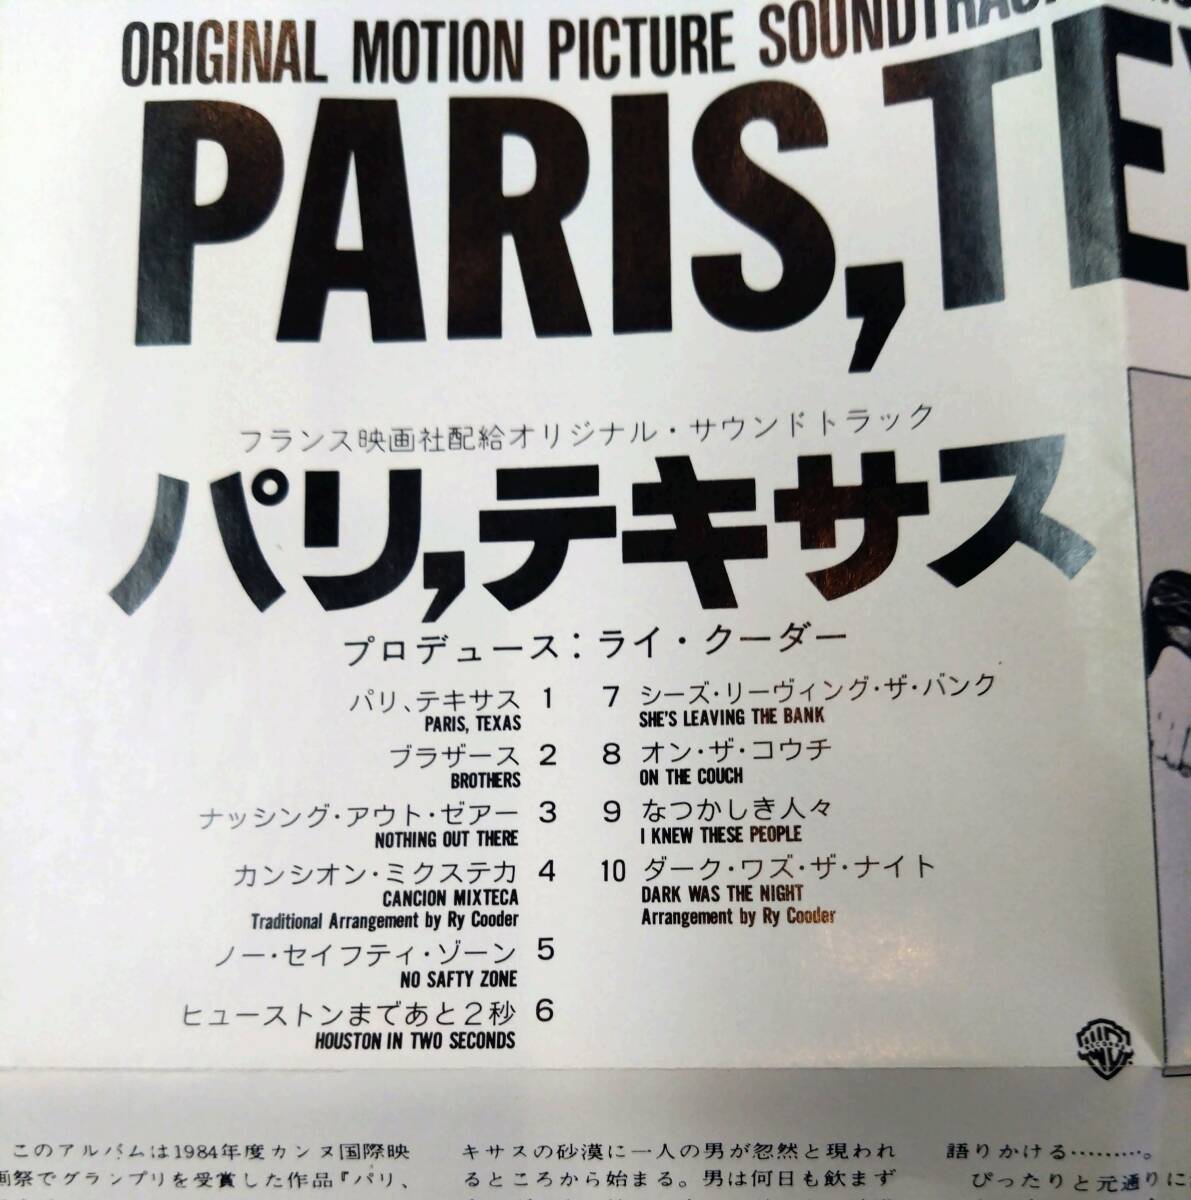 ORIGINAL MOTION PICTURE SOUNDTRACK
PARIS, TE
フランス映画社配給オリジナル・サウンドトラック
パリ,テキサス
プロデュース：ライ・クーダー
パリ、テキサス 1
PARIS, TEXAS
ブラザース 2
BROTHERS
ナッシング・アウト・ゼアー 3
NOTHING OUT THERE
カンシオン・ミクステカ 4
CANCION MIXTECA
Traditional Arrangement by Ry Cooder
ノー・セイフティ・ゾーン 5
NO SAFTY ZONE
ヒューストンまであと2秒 6
HOUSTON IN TWO SECONDS
7 シーズ・リーヴィング・ザ・バンク
SHE'S LEAVING THE BANK
8 オン・ザ・コウチ
ON THE COUCH
9 なつかしき人々
I KNEW THESE PEOPLE
10 ダーク・ワズ・ザ・ナイト
DARK WAS THE NIGHT
Arrangement by Ry Cooder
このアルバムは1984年度カンヌ国際映
画祭でグランプリを受賞した作品『パリ、
キサスの砂漠に一人の男が忽然と現われ
るところから始まる。男は何日も飲まず
語りかける………。
ぴったりと元通りに